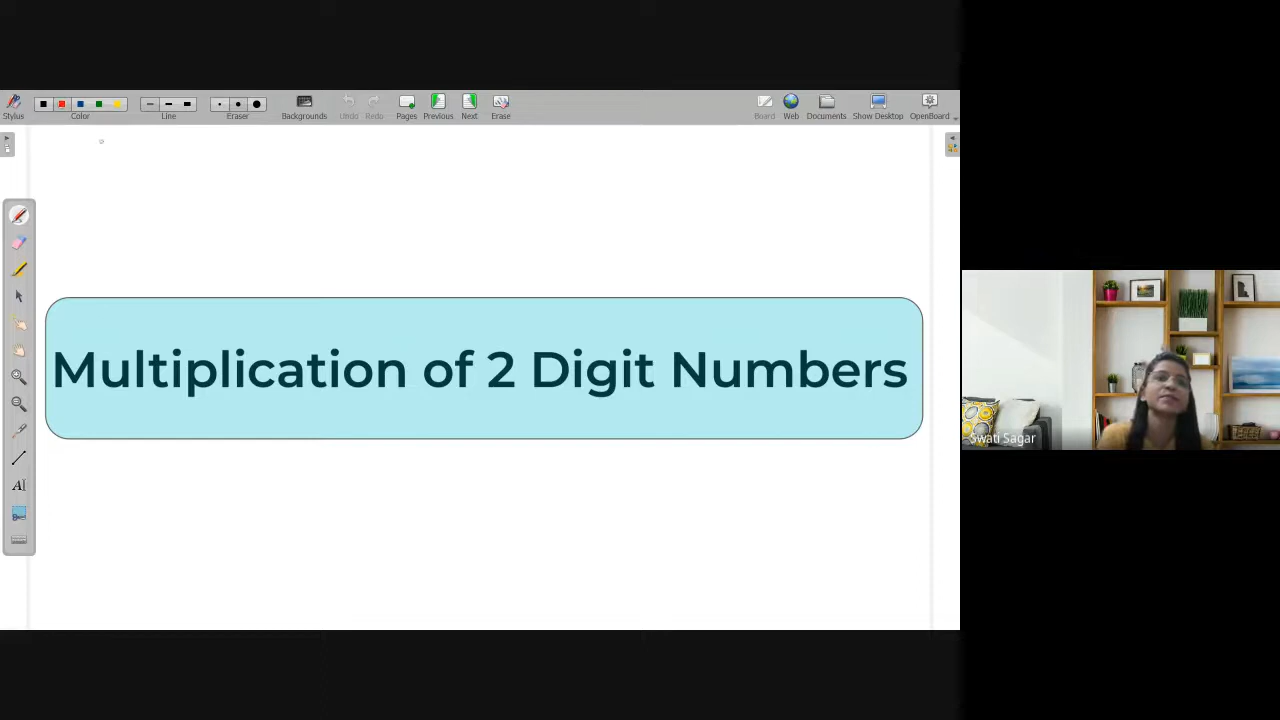 Stylus Color Line Eraser Backgrounds Undo Redo Pages Previous Next Erase Board Web Documents Show Desktop OpenBoard
Multiplication of 2 Digit Numbers
Swati Sagar
AI